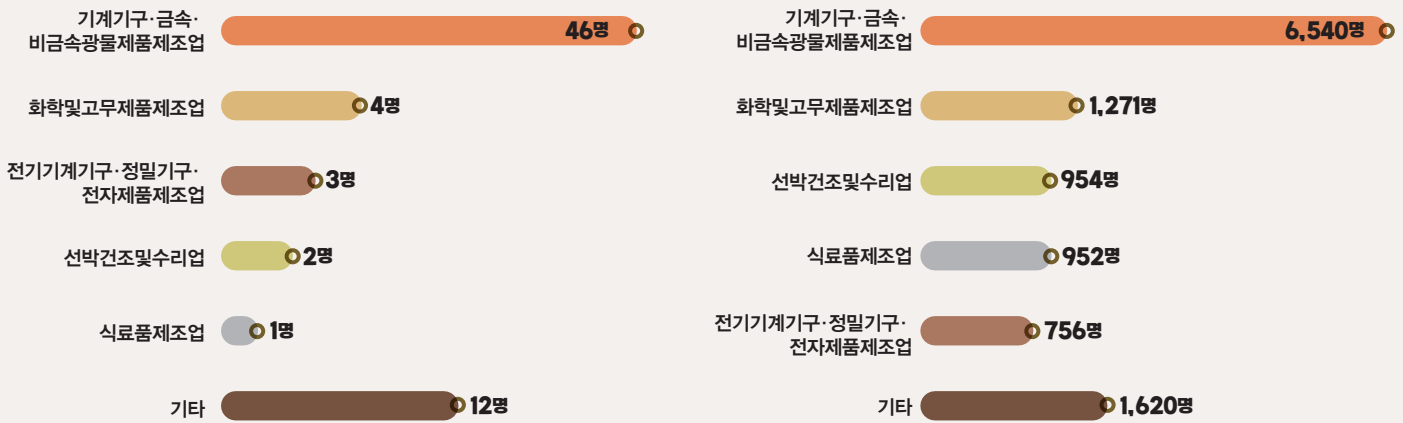 기계기구·금속·
비금속광물제품제조업
46명
화학및고무제품제조업
4명
전기기계기구·정밀기구·
전자제품제조업
3명
선박건조및수리업
2명
식료품제조업
1명
기타
12명
기계기구·금속·
비금속광물제품제조업
6,540명
화학및고무제품제조업
1,271명
선박건조및수리업
954명
식료품제조업
952명
전기기계기구·정밀기구·
전자제품제조업
756명
기타
1,620명